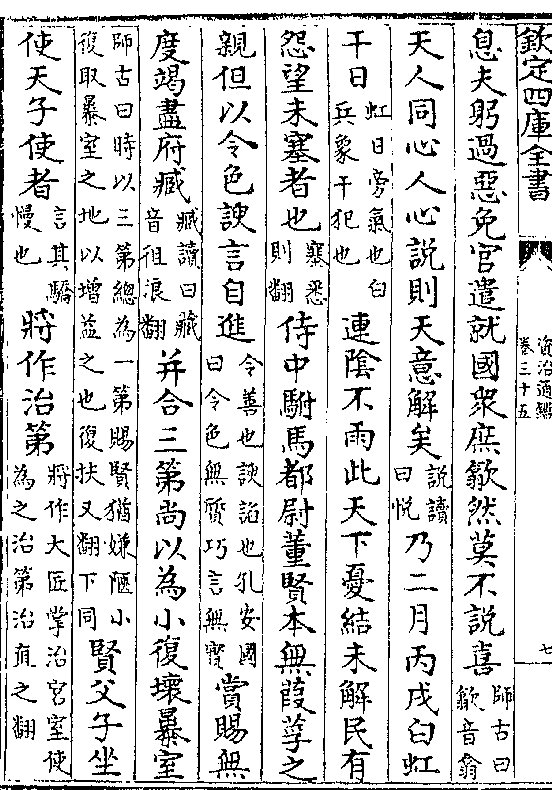 欽定四庫全書
資治通鑑
卷三十五
七
息夫躬過惡免官遣就國衆庶歙然莫不説喜師古曰歙音翕
天人同心人心説則天意解矣説讀曰悦乃二月丙戌白虹
干日虹日旁氣也白兵象干犯也連陰不雨此天下憂結未解民有
怨望未塞者也塞悉則翻侍中駙馬都尉董賢本無葭莩之
親但以令色諛言自進令善也諛諂也孔安國曰令色無質巧言無實賞賜無
度竭盡府臧臧讀曰藏音徂浪翻并合三第尚以為小復壞暴室
師古曰時以三第總為一第賜賢猶嫌陿小復取暴室之地以增益之也復扶又翻下同賢父子坐
使天子使者言其驕慢也將作治第將作大匠掌治宫室使為之治第治直之翻